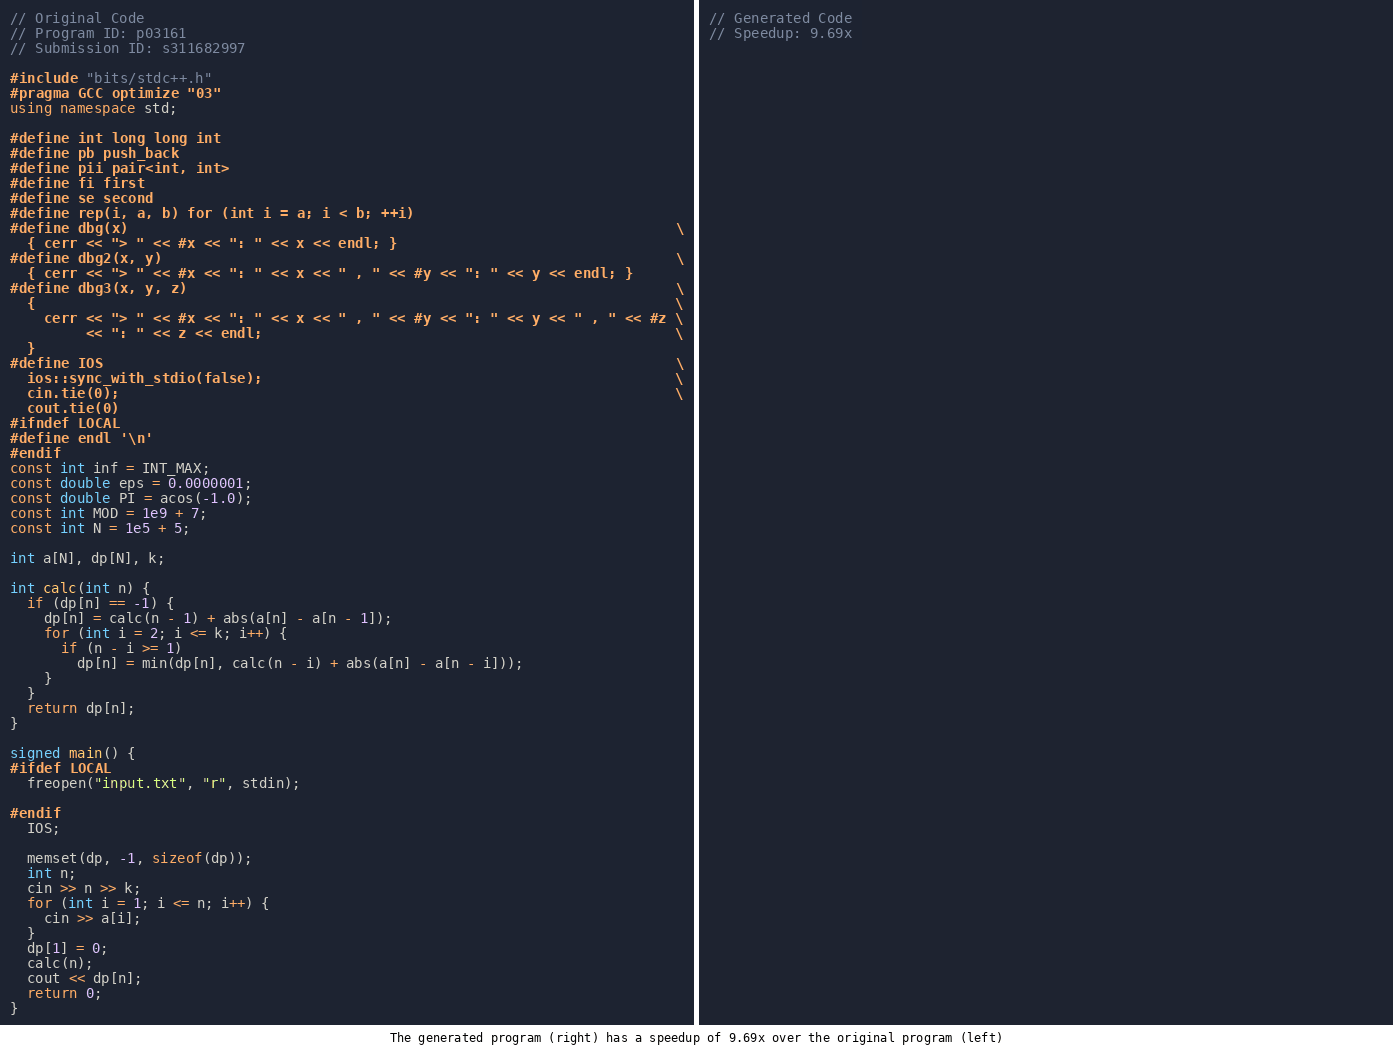 // Original Code
// Program ID: p03161
// Submission ID: s311682997

#include "bits/stdc++.h"
#pragma GCC optimize "03"
using namespace std;

#define int long long int
#define pb push_back
#define pii pair<int, int>
#define fi first
#define se second
#define rep(i, a, b) for (int i = a; i < b; ++i)
#define dbg(x)                                                                 \
  { cerr << "> " << #x << ": " << x << endl; }
#define dbg2(x, y)                                                             \
  { cerr << "> " << #x << ": " << x << " , " << #y << ": " << y << endl; }
#define dbg3(x, y, z)                                                          \
  {                                                                            \
    cerr << "> " << #x << ": " << x << " , " << #y << ": " << y << " , " << #z \
         << ": " << z << endl;                                                 \
  }
#define IOS                                                                    \
  ios::sync_with_stdio(false);                                                 \
  cin.tie(0);                                                                  \
  cout.tie(0)
#ifndef LOCAL
#define endl '\n'
#endif
const int inf = INT_MAX;
const double eps = 0.0000001;
const double PI = acos(-1.0);
const int MOD = 1e9 + 7;
const int N = 1e5 + 5;

int a[N], dp[N], k;

int calc(int n) {
  if (dp[n] == -1) {
    dp[n] = calc(n - 1) + abs(a[n] - a[n - 1]);
    for (int i = 2; i <= k; i++) {
      if (n - i >= 1)
        dp[n] = min(dp[n], calc(n - i) + abs(a[n] - a[n - i]));
    }
  }
  return dp[n];
}

signed main() {
#ifdef LOCAL
  freopen("input.txt", "r", stdin);

#endif
  IOS;

  memset(dp, -1, sizeof(dp));
  int n;
  cin >> n >> k;
  for (int i = 1; i <= n; i++) {
    cin >> a[i];
  }
  dp[1] = 0;
  calc(n);
  cout << dp[n];
  return 0;
}
// Generated Code
// Speedup: 9.69x
The generated program (right) has a speedup of 9.69x over the original program (left)